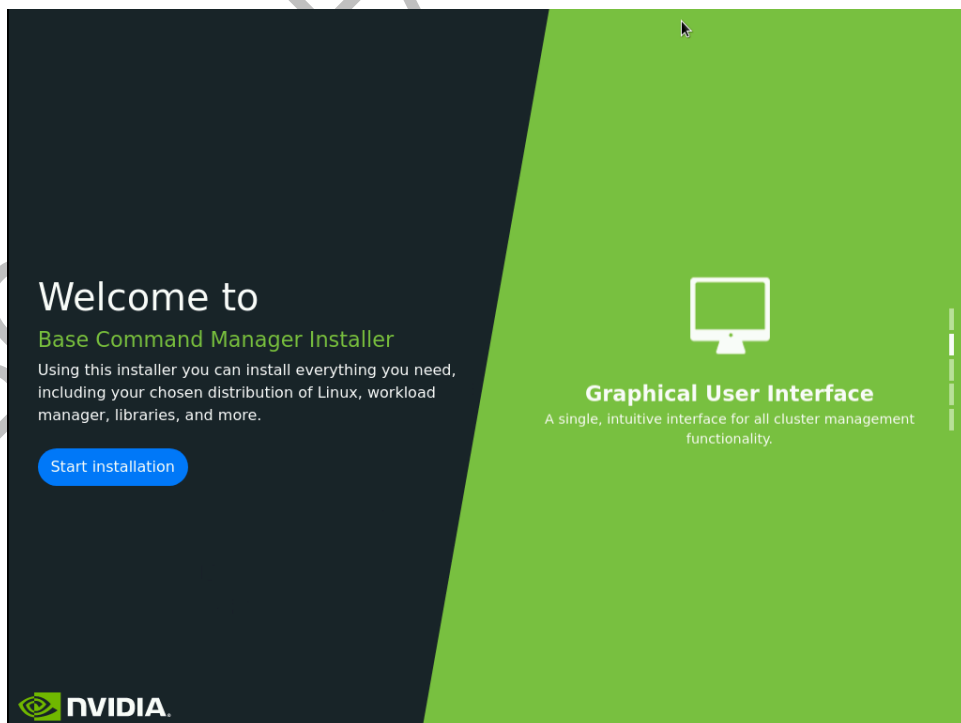 Welcome to
Base Command Manager Installer
Using this installer you can install everything you need,
including your chosen distribution of Linux, workload
manager, libraries, and more.
Start installation
Graphical User Interface
A single, intuitive interface for all cluster management
functionality.
NVIDIA.